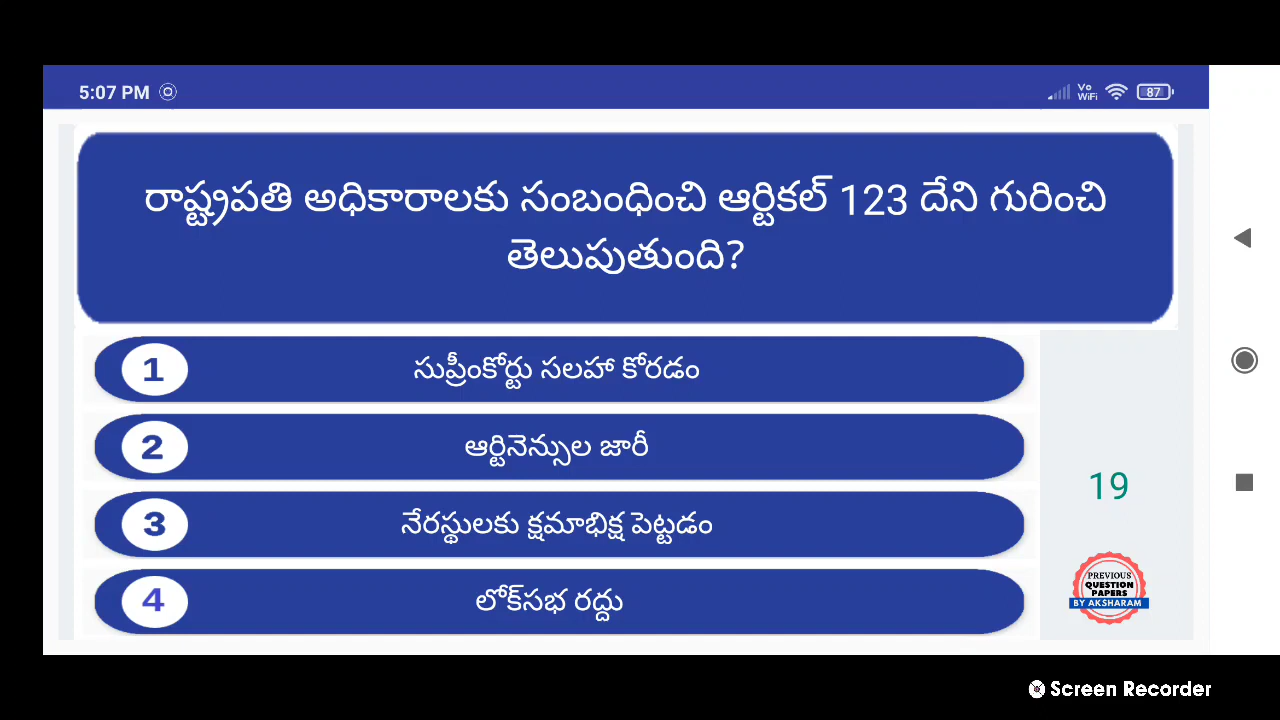 5:07 PM
Vo
WiFi
87
రాష్ట్రపతి అధికారాలకు సంబంధించి ఆర్టికల్ 123 దేని గురించి
తెలుపుతుంది?
1 సుప్రీంకోర్టు సలహా కోరడం
2 ఆర్టినెన్సుల జారీ
3 నేరస్థులకు క్షమాభిక్ష పెట్టడం
4 లోక్‌సభ రద్దు
19
PREVIOUS
QUESTION
PAPERS
BY AKSHARAM
Screen Recorder